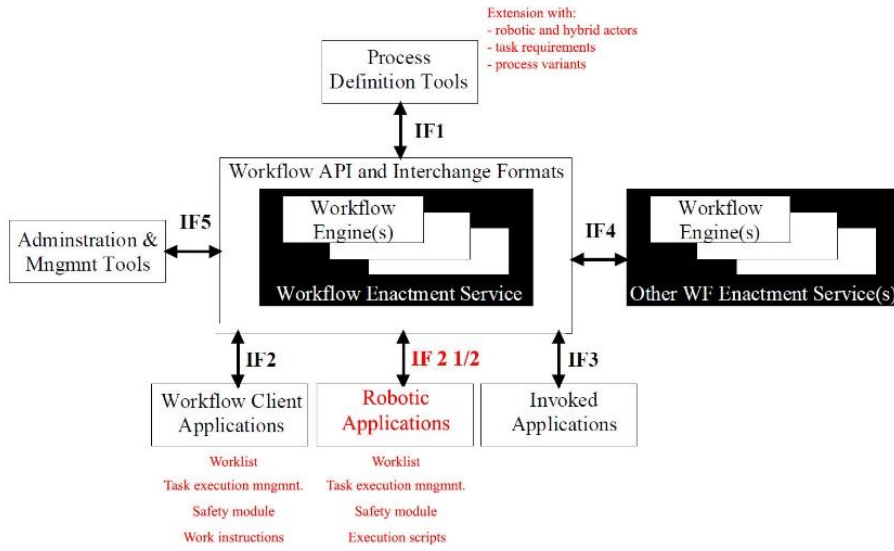 Extension with:
- robotic and hybrid actors
- task requirements
- process variants
Process
Definition Tools
IF1
Workflow API and Interchange Formats
Workflow
Engine(s)
Workflow Enactment Service
IF5
Adminstration &
Mngmnt Tools
IF4
Workflow
Engine(s)
Other WF Enactment Service(s)
IF2
IF 2 1/2
IF3
Workflow Client
Applications
Robotic
Applications
Invoked
Applications
Worklist
Task execution mngmnt.
Safety module
Work instructions
Worklist
Task execution mngmnt.
Safety module
Execution scripts